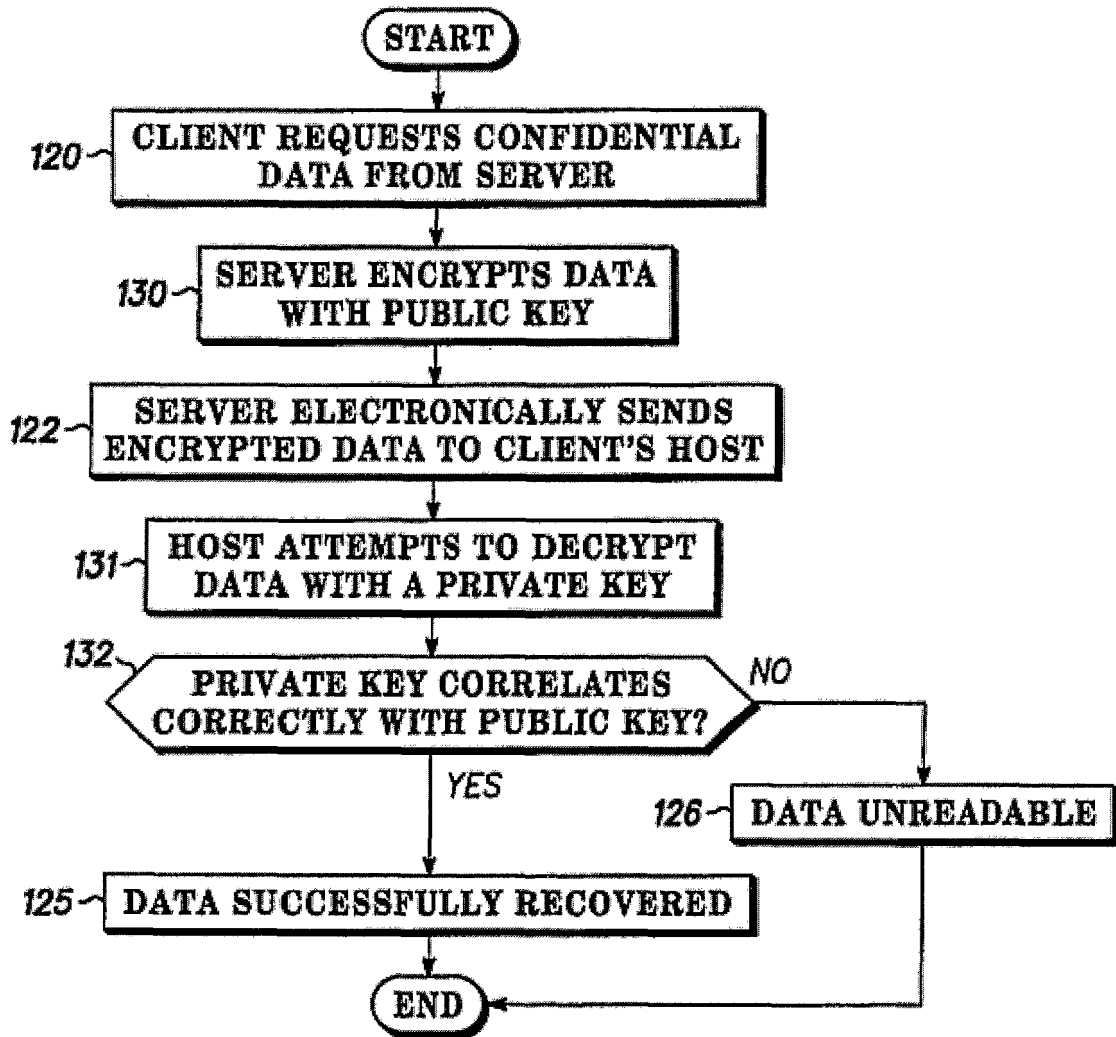 START
120
CLIENT REQUESTS CONFIDENTIAL
DATA FROM SERVER
130
SERVER ENCRYPTS DATA
WITH PUBLIC KEY
122
SERVER ELECTRONICALLY SENDS
ENCRYPTED DATA TO CLIENT'S HOST
131
HOST ATTEMPTS TO DECRYPT
DATA WITH A PRIVATE KEY
132
PRIVATE KEY CORRELATES
CORRECTLY WITH PUBLIC KEY?
NO
YES
126
DATA UNREADABLE
125
DATA SUCCESSFULLY RECOVERED
END